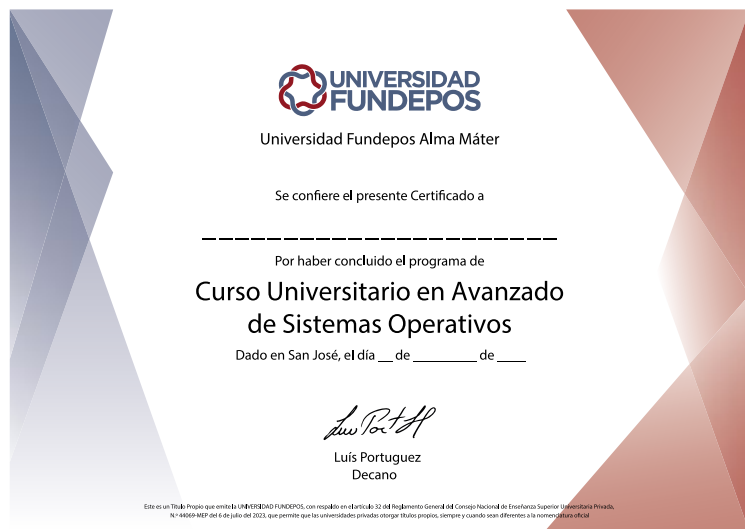 UNIVERSIDAD
FUNDEPOS
Universidad Fundepos Alma Máter
Se confiere el presente Certificado a
Por haber concluido el programa de
Curso Universitario en Avanzado
de Sistemas Operativos
Dado en San José, el día __ de ________ de ____
Luís Portuguez
Decano
Este es un Título Propio que emite la UNIVERSIDAD FUNDEPOS, con respaldo en el artículo 32 del Reglamento General del Consejo Nacional de Enseñanza Superior Universitaria Privada,
N.º 44069-MEP del 6 de julio del 2023, que permite que las universidades privadas otorgar títulos propios, siempre y cuando sean diferentes a la nomenclatura oficial